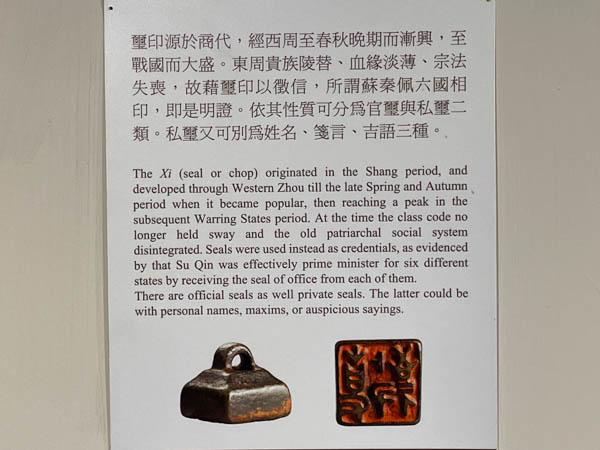 璽印源於商代，經西周至春秋晚期而漸興，至
戰國而大盛。東周貴族陵替、血緣淡薄、宗法
失喪，故藉璽印以徵信，所謂蘇秦佩六國相
印，即是明證。依其性質可分爲官璽與私璽二
類。私璽又可別爲姓名、箋言、吉語三種。
The Xi (seal or chop) originated in the Shang period, and
developed through Western Zhou till the late Spring and Autumn
period when it became popular, then reaching a peak in the
subsequent Warring States period. At the time the class code no
longer held sway and the old patriarchal social system
disintegrated. Seals were used instead as credentials, as evidenced
by that Su Qin was effectively prime minister for six different
states by receiving the seal of office from each of them.
There are official seals as well private seals. The latter could be
with personal names, maxims, or auspicious sayings.